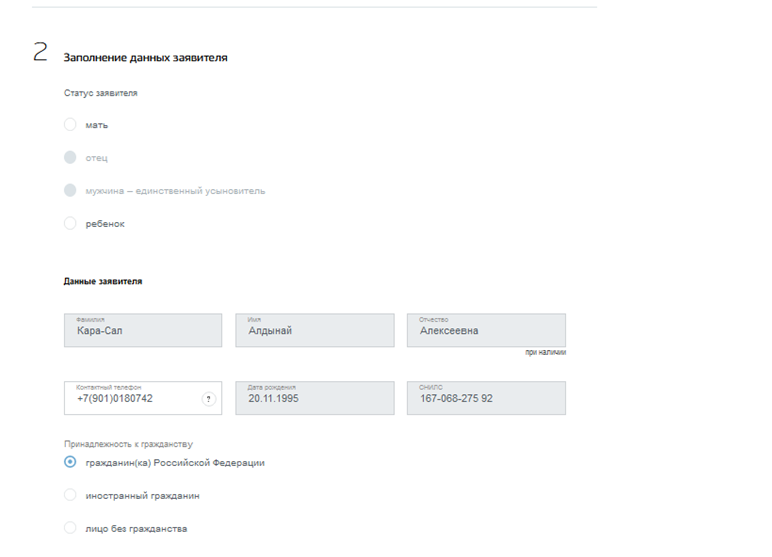 2 Заполнение данных заявителя
Статус заявителя
мать
отец
мужчина – единственный усыновитель
ребенок
Данные заявителя
Фамилия Имя Отчество
Кара-Сал Алдынай Алексеевна
при наличии
Контактный телефон Дата рождения СНИЛС
+7(901)0180742 ? 20.11.1995 167-068-275 92
Принадлежность к гражданству
гражданин(ка) Российской Федерации
иностранный гражданин
лицо без гражданства